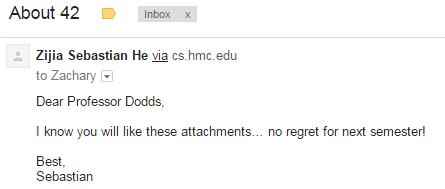 About 42
Inbox x
Zijia Sebastian He via cs.hmc.edu
to Zachary
Dear Professor Dodds,
I know you will like these attachments... no regret for next semester!
Best,
Sebastian